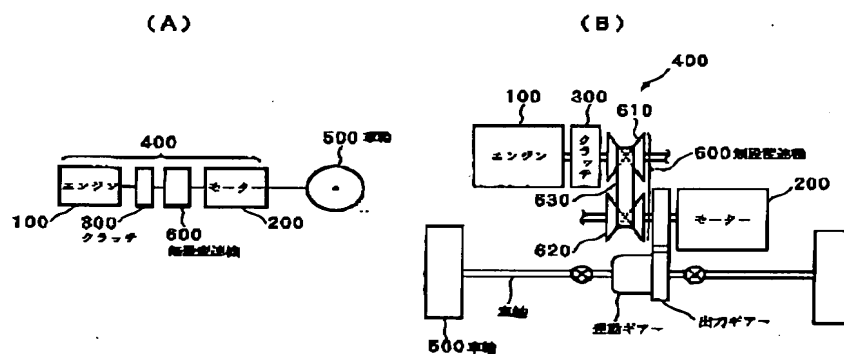 (A)
(B)
400
500 車輪
400
エンジン
モーター
100
300
クラッチ
600
無段変速機
200
100
300
610
エンジン
クラッチ
600 無段変速機
630
200
モーター
620
車軸
差動ギアー
出力ギアー
500 車輪